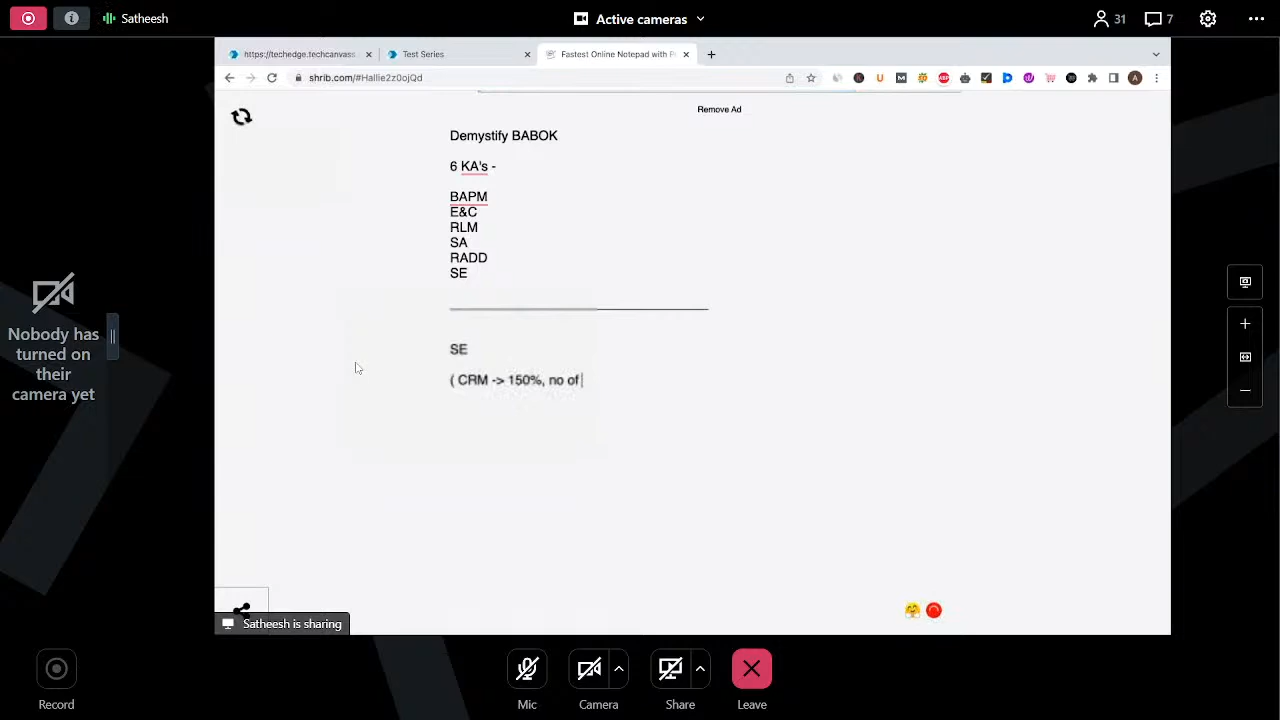 Satheesh
Active cameras
31
7
https://techedge.techcanvass
Test Series
Fastest Online Notepad with P
shrib.com/#Hallie2z0ojQd
Remove Ad
Demystify BABOK
6 KA's -
BAPM
E&C
RLM
SA
RADD
SE
SE
( CRM -> 150%, no of
Nobody has
turned on
their
camera yet
Satheesh is sharing
Record
Mic
Camera
Share
Leave